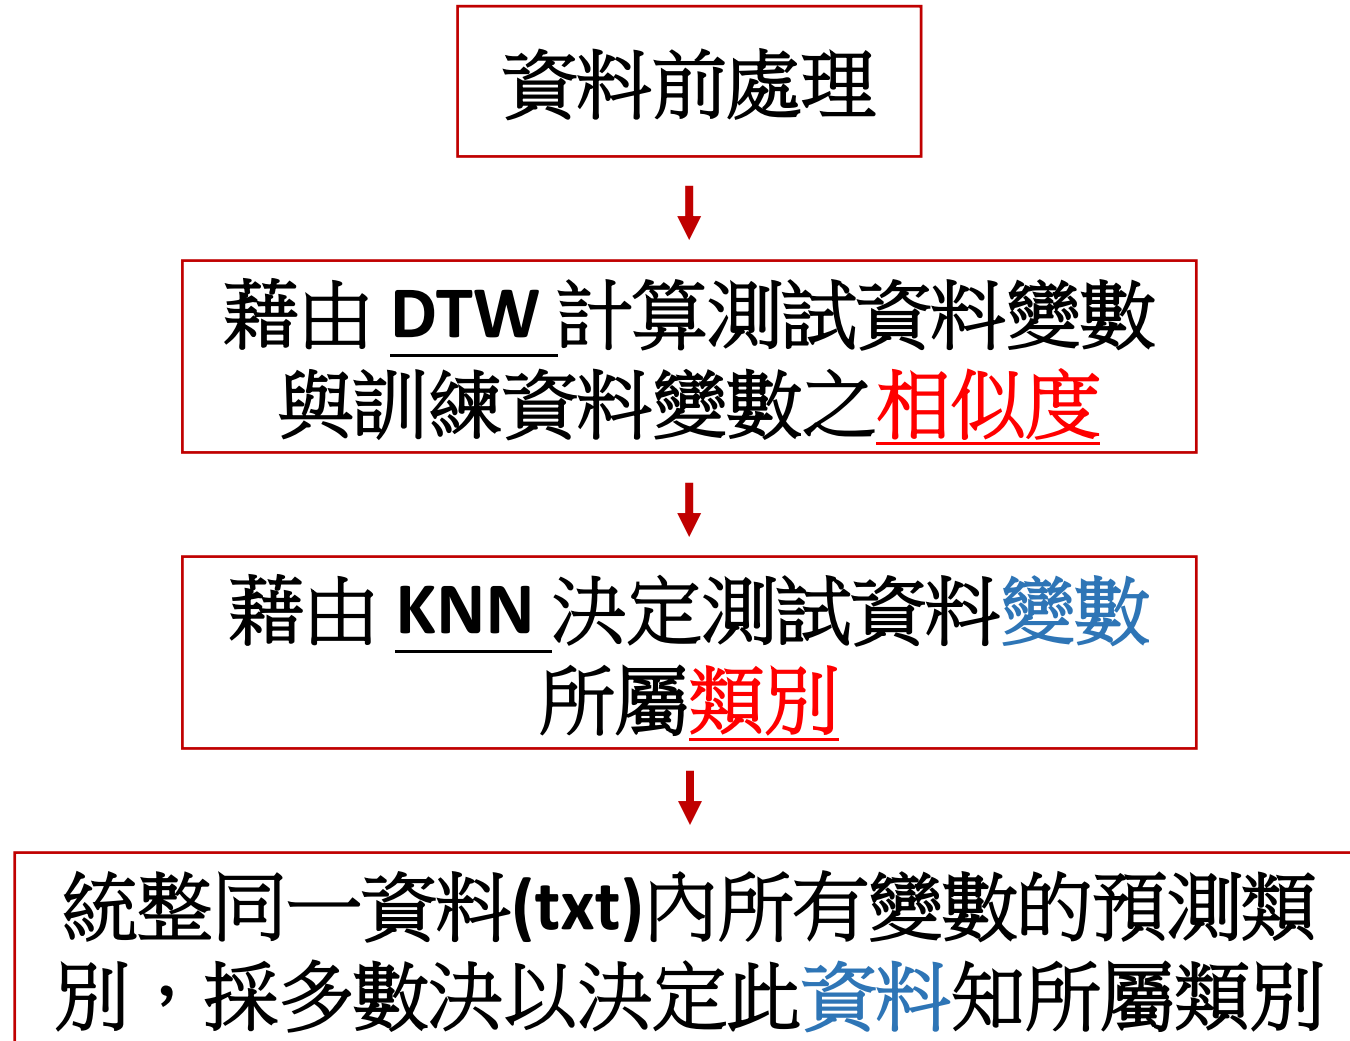 資料前處理
藉由 DTW 計算測試資料變數
與訓練資料變數之相似度
藉由 KNN 決定測試資料變數
所屬類別
統整同一資料(txt)內所有變數的預測類
別，採多數決以決定此資料知所屬類別